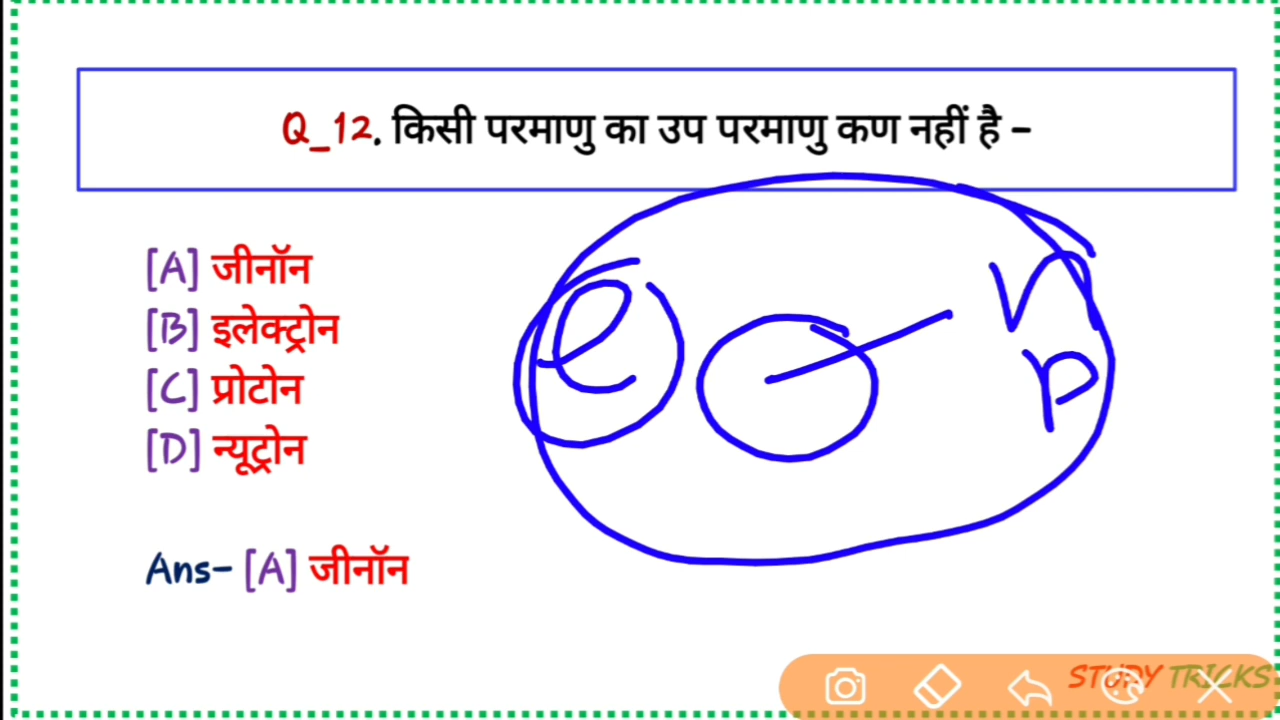 Q_12. किसी परमाणु का उप परमाणु कण नहीं है –
[A] जीनॉन
[B] इलेक्ट्रोन
[C] प्रोटोन
[D] न्यूट्रोन
e
n
p
Ans– [A] जीनॉन
STUDY TRICKS